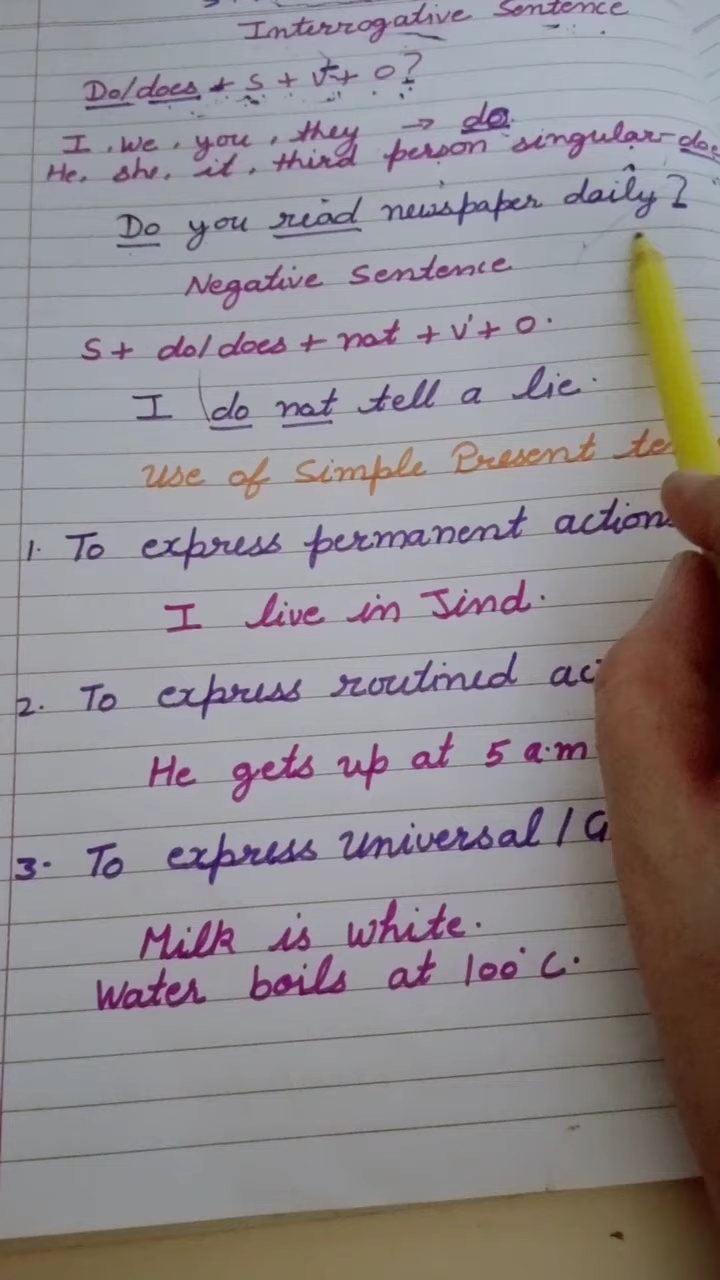 Interrogative Sentence
Do/does + S + V¹ + O?
I, we, you, they → do
He, she, it, third person singular - does
Do you read newspaper daily?
Negative Sentence
S + do/does + not + V¹ + O.
I do not tell a lie.
Use of Simple Present te
1. To express permanent action
I live in Jind.
2. To express routined ac
He gets up at 5 a.m
3. To express universal / G
Milk is white.
Water boils at 100°C.